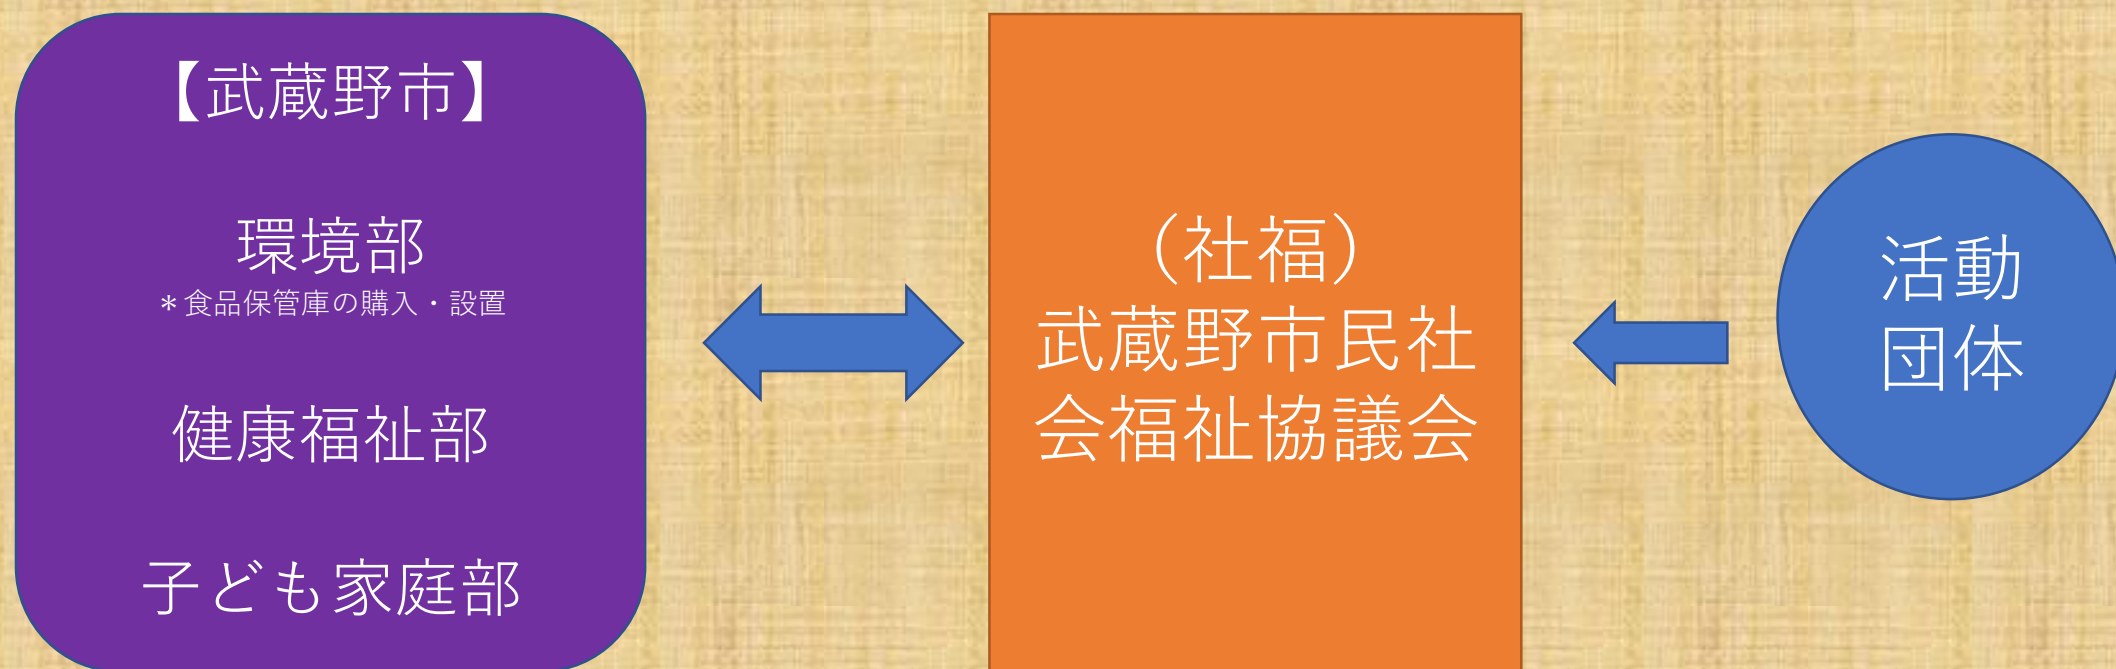 【武蔵野市】
環境部
＊食品保管庫の購入・設置
健康福祉部
子ども家庭部
（社福）
武蔵野市民社
会福祉協議会
活動
団体